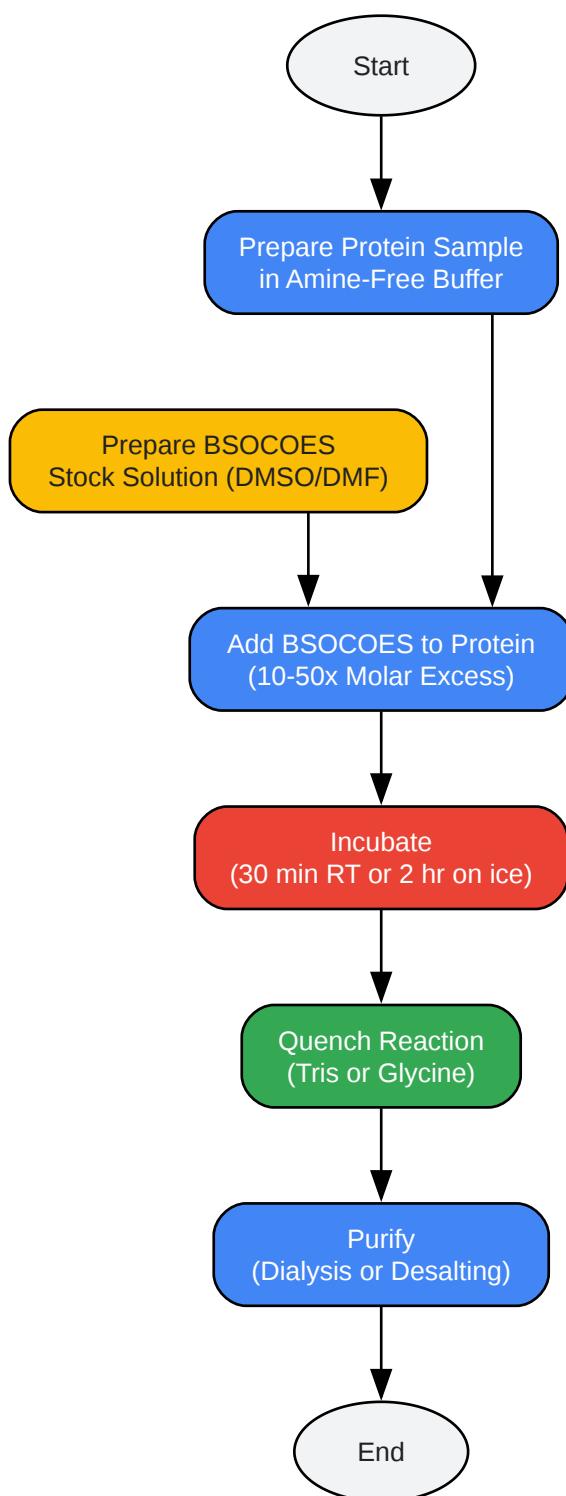 Start
Prepare Protein Sample
in Amine-Free Buffer
Prepare BSOCOES
Stock Solution (DMSO/DMF)
Add BSOCOES to Protein
(10-50x Molar Excess)
Incubate
(30 min RT or 2 hr on ice)
Quench Reaction
(Tris or Glycine)
Purify
(Dialysis or Desalting)
End